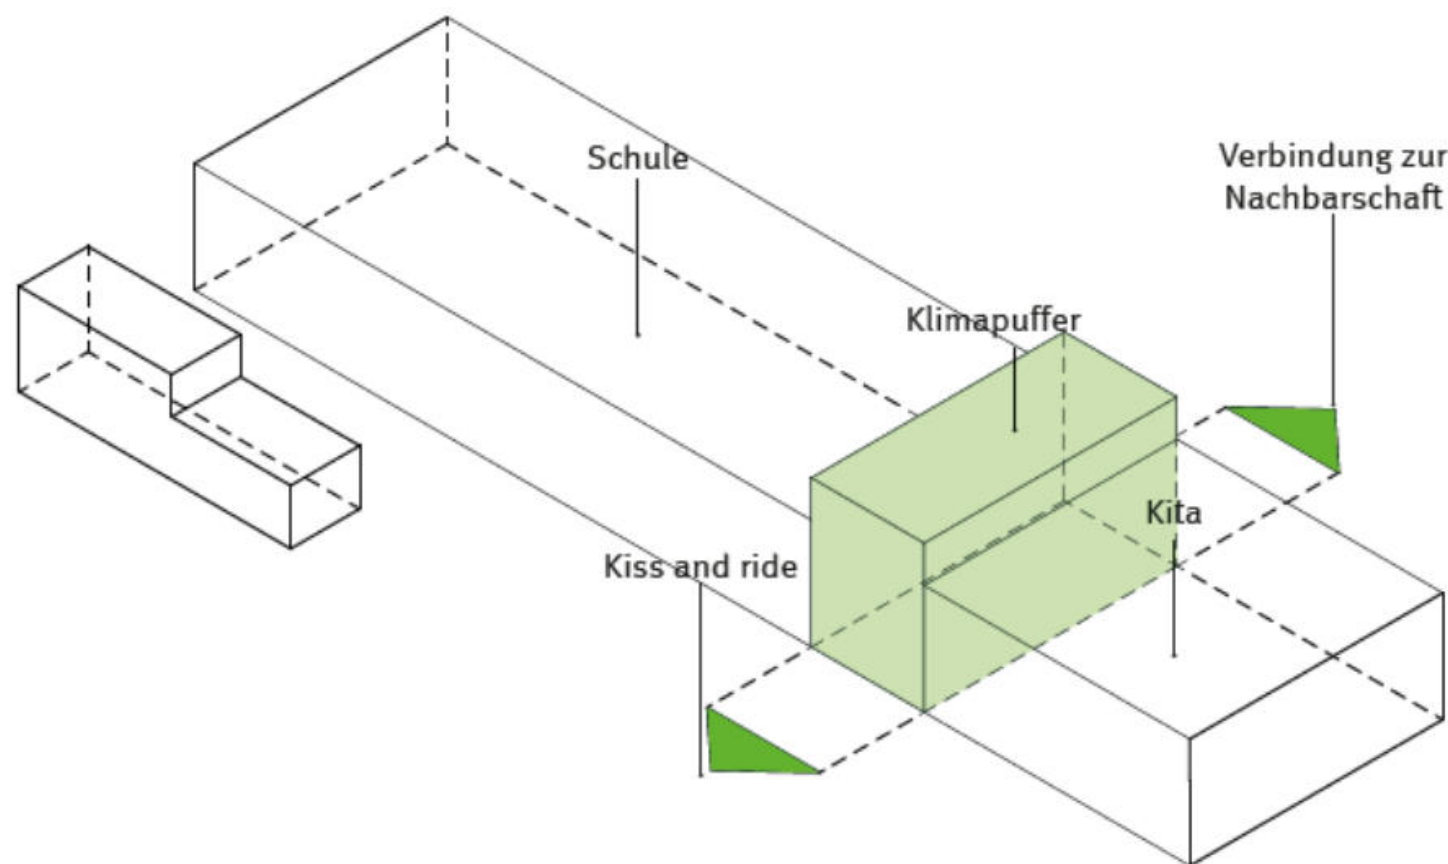 Schule
Verbindung zur
Nachbarschaft
Klimapuffer
Kita
Kiss and ride